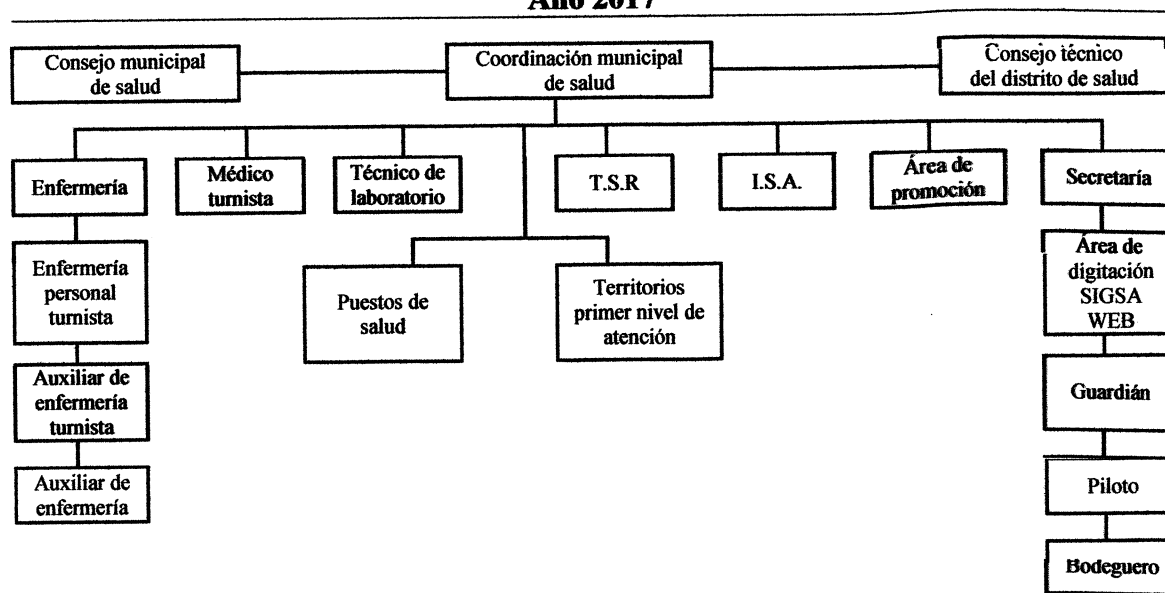 Año 2017
Consejo municipal
de salud
Coordinación municipal
de salud
Consejo técnico
del distrito de salud
Enfermería
Médico
turnista
Técnico de
laboratorio
T.S.R
I.S.A.
Área de
promoción
Secretaría
Enfermería
personal
turnista
Puestos de
salud
Territorios
primer nivel de
atención
Área de
digitación
SIGSA
WEB
Auxiliar de
enfermería
turnista
Guardián
Auxiliar de
enfermería
Piloto
Bodeguero